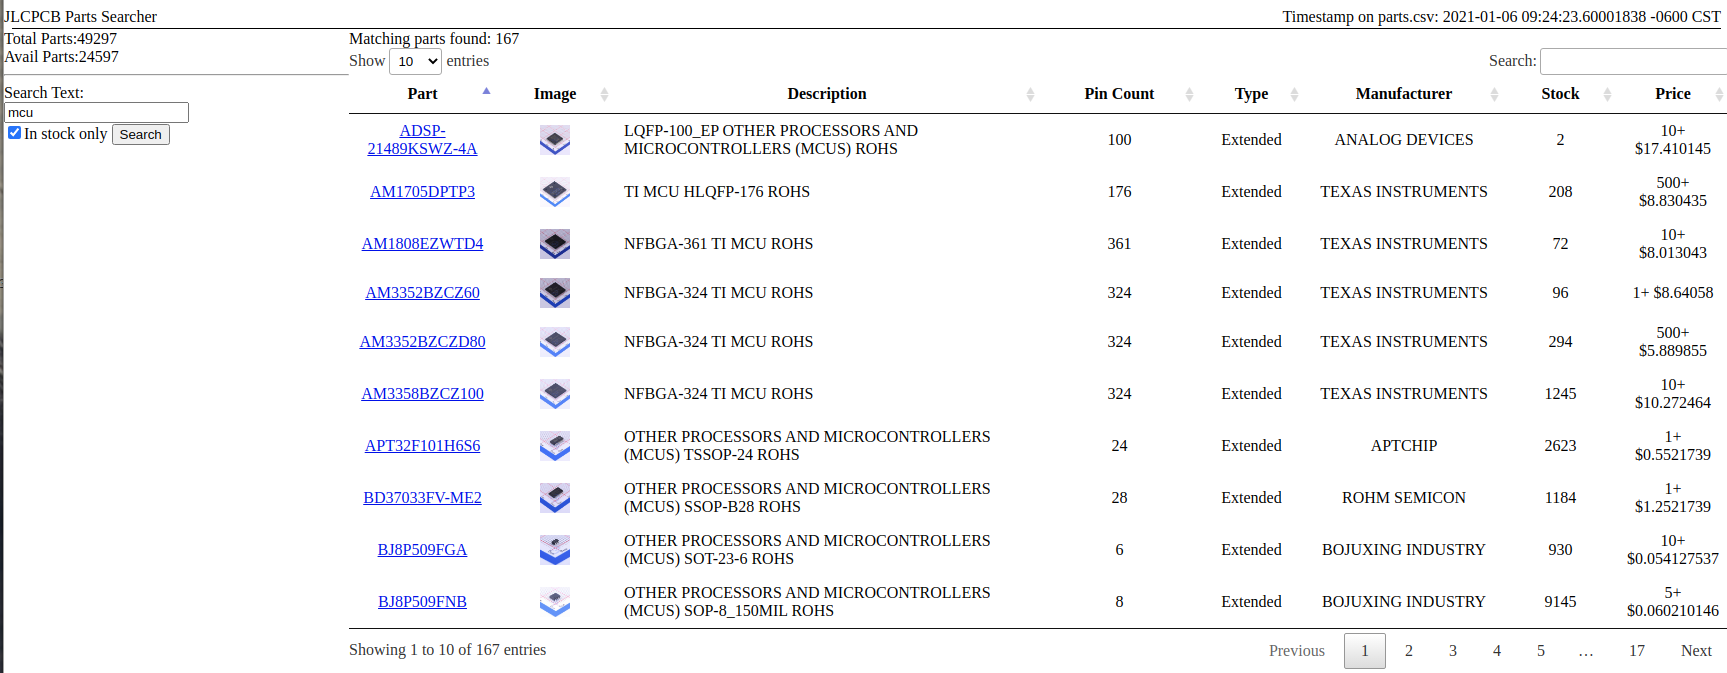 JLCPCB Parts Searcher
Timestamp on parts.csv: 2021-01-06 09:24:23.60001838 -0600 CST
Total Parts:49297
Avail Parts:24597
Search Text:
mcu
In stock only Search
Matching parts found: 167
Show 10 entries
Search:
Part Image Description Pin Count Type Manufacturer Stock Price
ADSP-
21489KSWZ-4A
LQFP-100_EP OTHER PROCESSORS AND
MICROCONTROLLERS (MCUS) ROHS
100 Extended ANALOG DEVICES 2
10+
$17.410145
AM1705DPTP3 TI MCU HLQFP-176 ROHS 176 Extended TEXAS INSTRUMENTS 208
500+
$8.830435
AM1808EZWTD4 NFBGA-361 TI MCU ROHS 361 Extended TEXAS INSTRUMENTS 72
10+
$8.013043
AM3352BZCZ60 NFBGA-324 TI MCU ROHS 324 Extended TEXAS INSTRUMENTS 96 1+ $8.64058
AM3352BZCZD80 NFBGA-324 TI MCU ROHS 324 Extended TEXAS INSTRUMENTS 294
500+
$5.889855
AM3358BZCZ100 NFBGA-324 TI MCU ROHS 324 Extended TEXAS INSTRUMENTS 1245
10+
$10.272464
APT32F101H6S6
OTHER PROCESSORS AND MICROCONTROLLERS
(MCUS) TSSOP-24 ROHS
24 Extended APTCHIP 2623
1+
$0.5521739
BD37033FV-ME2
OTHER PROCESSORS AND MICROCONTROLLERS
(MCUS) SSOP-B28 ROHS
28 Extended ROHM SEMICON 1184
1+
$1.2521739
BJ8P509FGA
OTHER PROCESSORS AND MICROCONTROLLERS
(MCUS) SOT-23-6 ROHS
6 Extended BOJUXING INDUSTRY 930
10+
$0.054127537
BJ8P509FNB
OTHER PROCESSORS AND MICROCONTROLLERS
(MCUS) SOP-8_150MIL ROHS
8 Extended BOJUXING INDUSTRY 9145
5+
$0.060210146
Showing 1 to 10 of 167 entries
Previous 1 2 3 4 5 … 17 Next